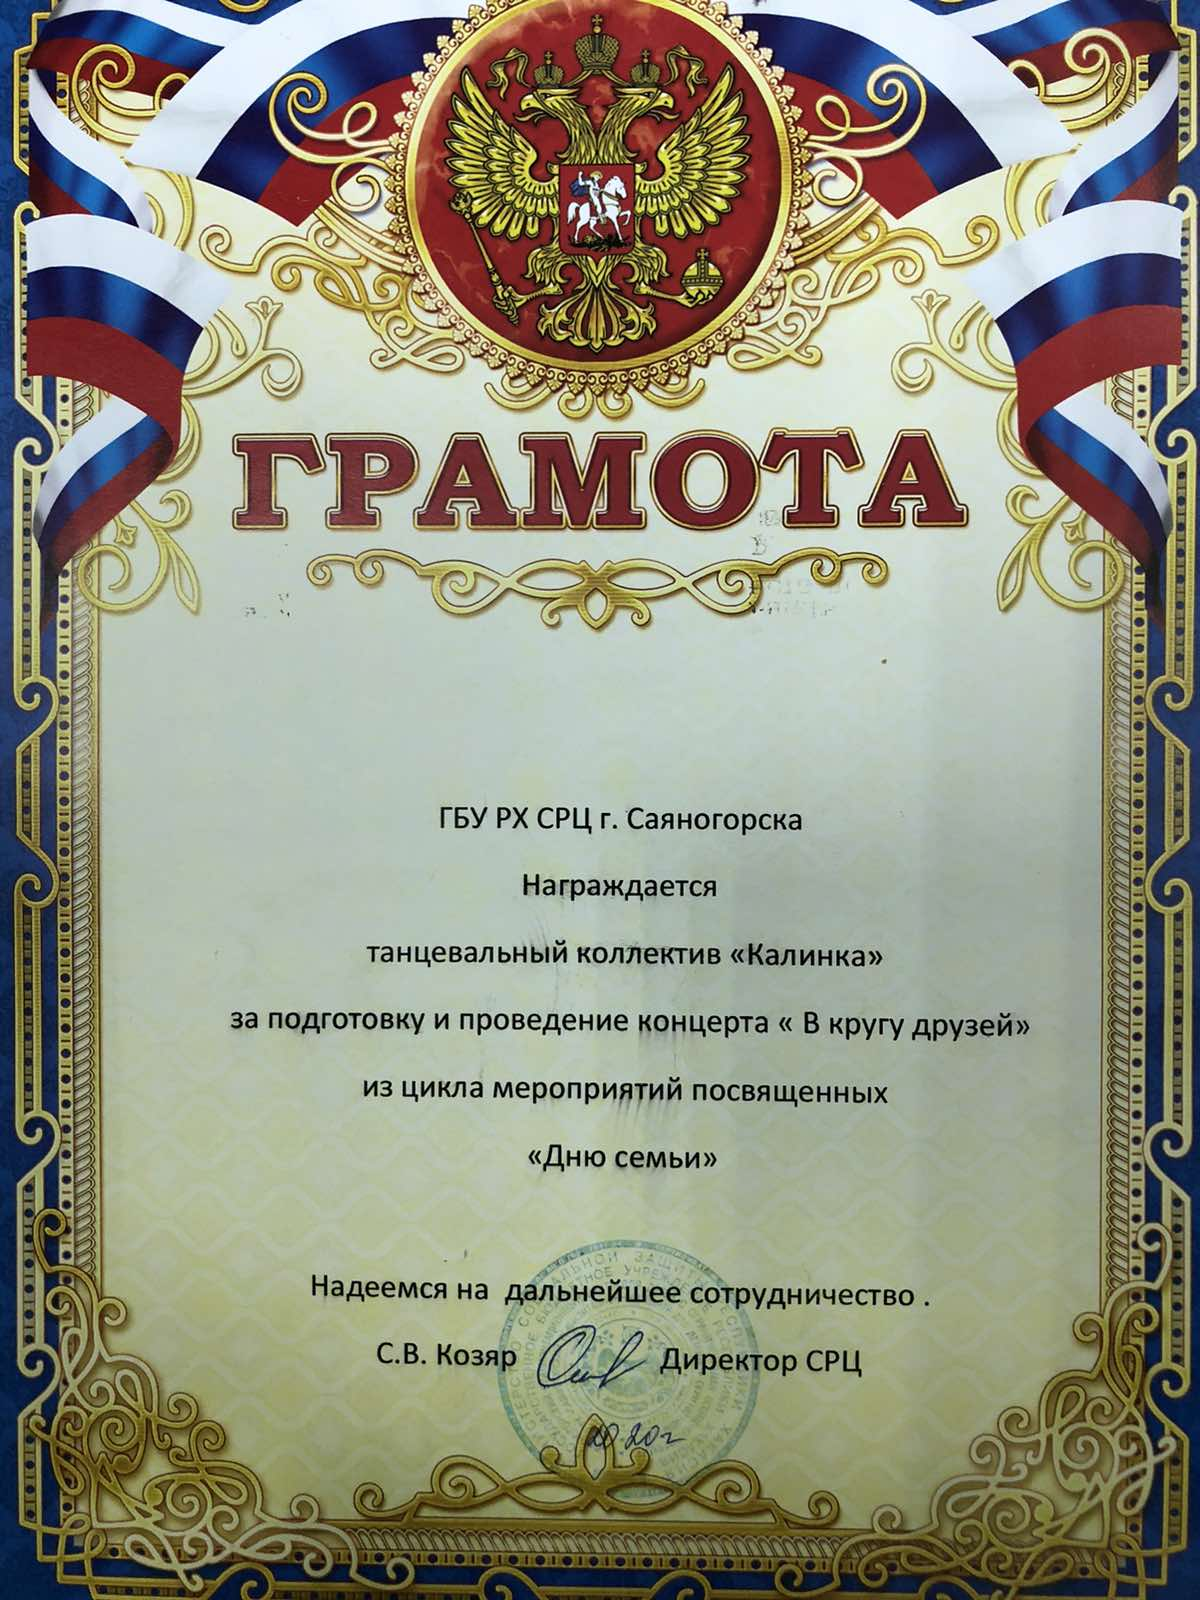 ГРАМОТА
ГБУ РХ СРЦ г. Саяногорска
Награждается
танцевальный коллектив «Калинка»
за подготовку и проведение концерта « В кругу друзей»
из цикла мероприятий посвященных
«Дню семьи»
Надеемся на дальнейшее сотрудничество .
С.В. Козяр Директор СРЦ
2020г